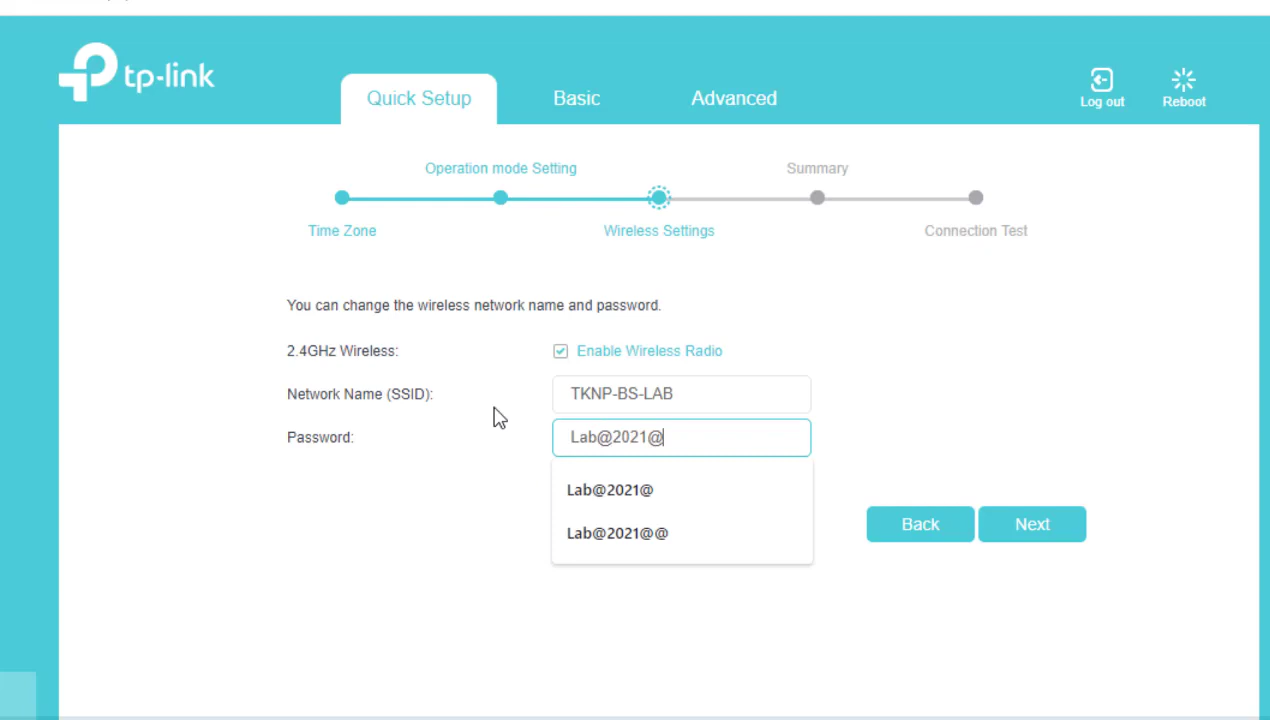 tp-link
Quick Setup Basic Advanced
Log out Reboot
Operation mode Setting Summary
Time Zone Wireless Settings Connection Test
You can change the wireless network name and password.
2.4GHz Wireless: Enable Wireless Radio
Network Name (SSID): TKNP-BS-LAB
Password: Lab@2021@
Lab@2021@
Lab@2021@@
Back Next